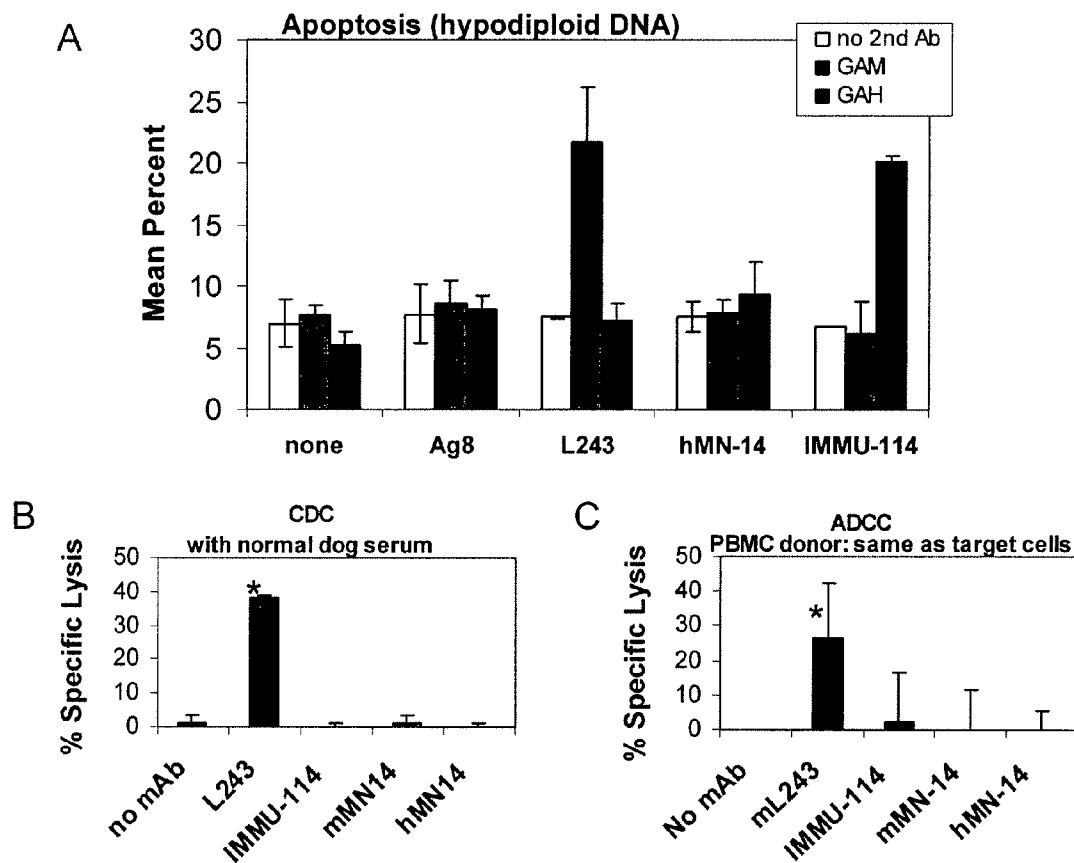 A
Apoptosis (hypodiploid DNA)
no 2nd Ab
GAM
GAH
Mean Percent
30
25
20
15
10
5
0
none Ag8 L243 hMN-14 IMMU-114
B
CDC
with normal dog serum
% Specific Lysis
50
40
30
20
10
0
*
no mAb
L243
IMMU-114
mMN14
hMN14
C
ADCC
PBMC donor: same as target cells
% Specific Lysis
50
40
30
20
10
0
*
No mAb
mL243
IMMU-114
mMN-14
hMN-14